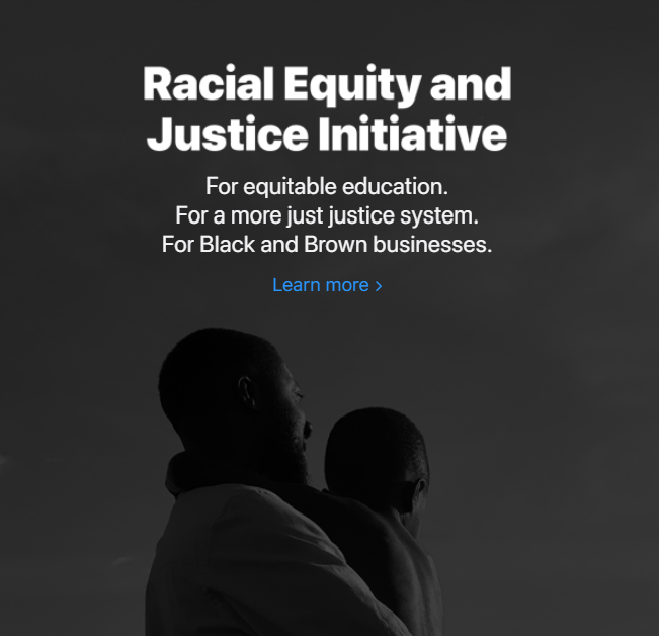 Racial Equity and
Justice Initiative
For equitable education.
For a more just justice system.
For Black and Brown businesses.
Learn more >